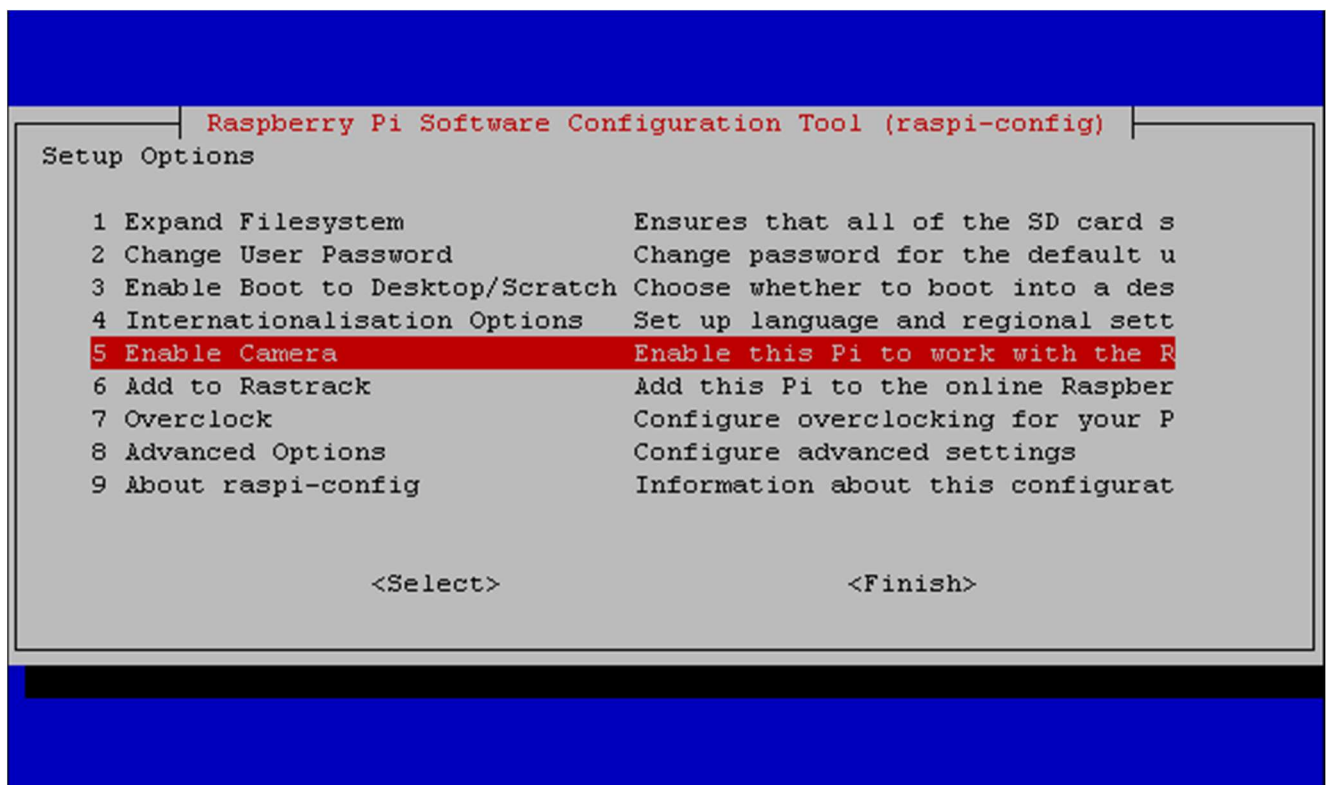 Raspberry Pi Software Configuration Tool (raspi-config)
Setup Options
1 Expand Filesystem Ensures that all of the SD card s
2 Change User Password Change password for the default u
3 Enable Boot to Desktop/Scratch Choose whether to boot into a des
4 Internationalisation Options Set up language and regional sett
5 Enable Camera Enable this Pi to work with the R
6 Add to Rastrack Add this Pi to the online Raspber
7 Overclock Configure overclocking for your P
8 Advanced Options Configure advanced settings
9 About raspi-config Information about this configurat
<Select> <Finish>